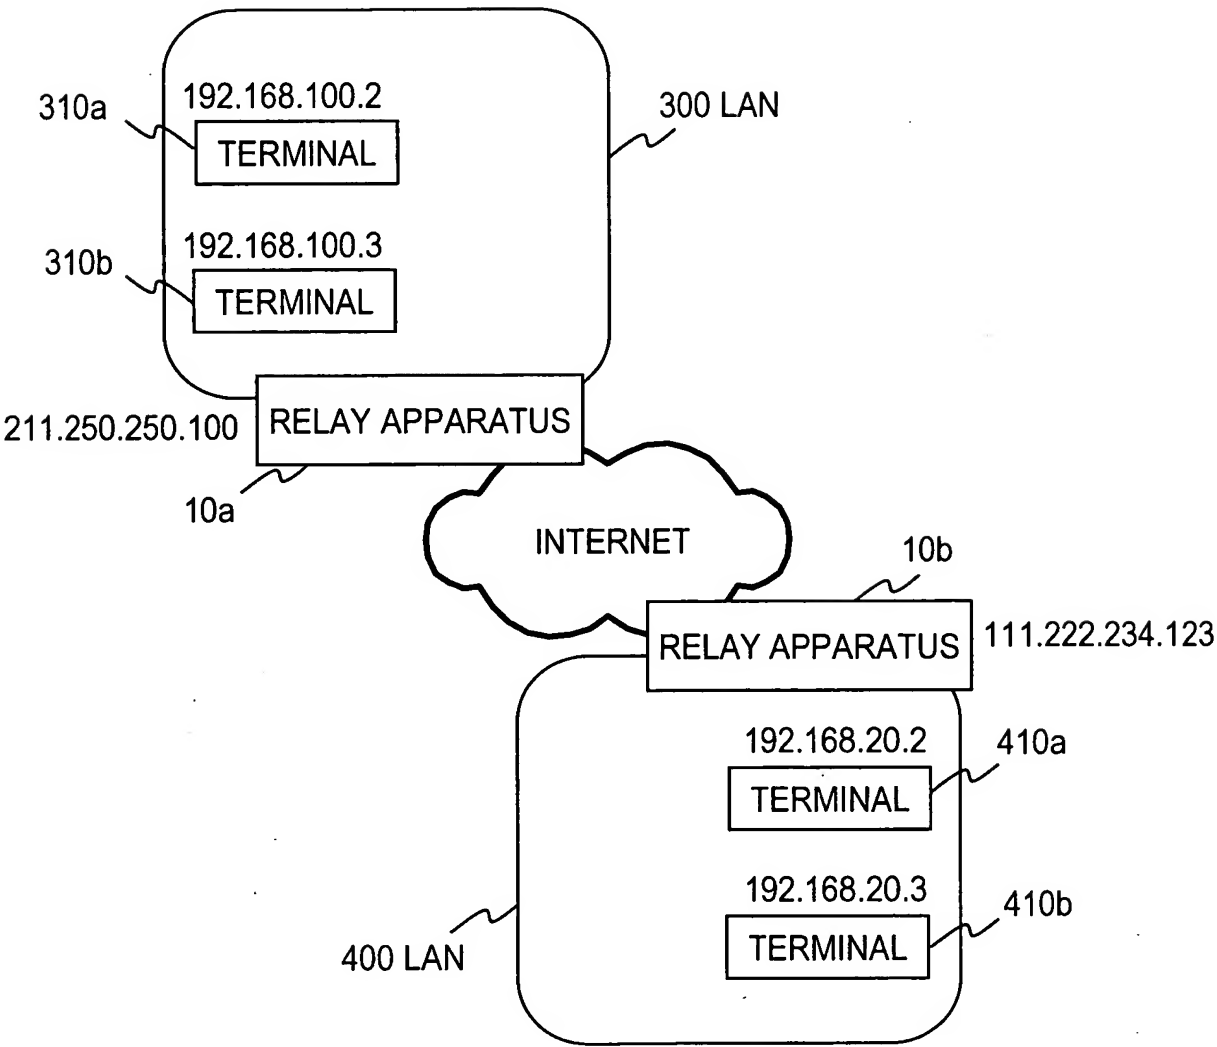 192.168.100.2
310a
300 LAN
TERMINAL
192.168.100.3
310b
TERMINAL
211.250.250.100
RELAY APPARATUS
10a
INTERNET
10b
RELAY APPARATUS
111.222.234.123
192.168.20.2
410a
TERMINAL
192.168.20.3
410b
TERMINAL
400 LAN